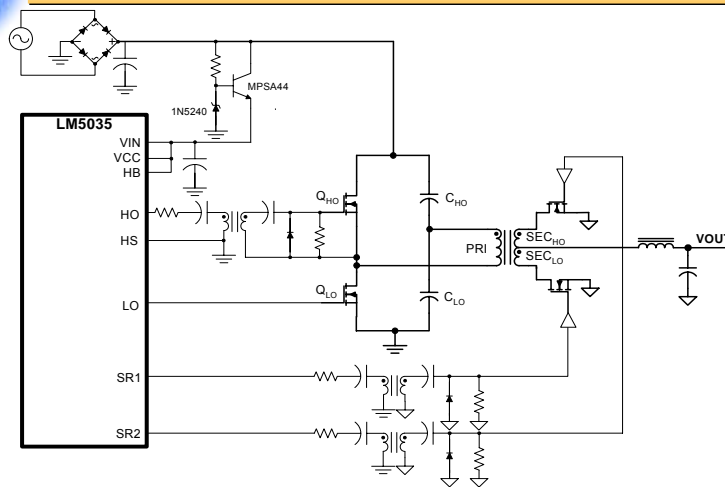 MPSA44
1N5240
LM5035
VIN
VCC
HB
HO
HS
LO
SR1
SR2
QHO
QLO
CHO
CLO
PRI
SECHO
SECLO
VOUT